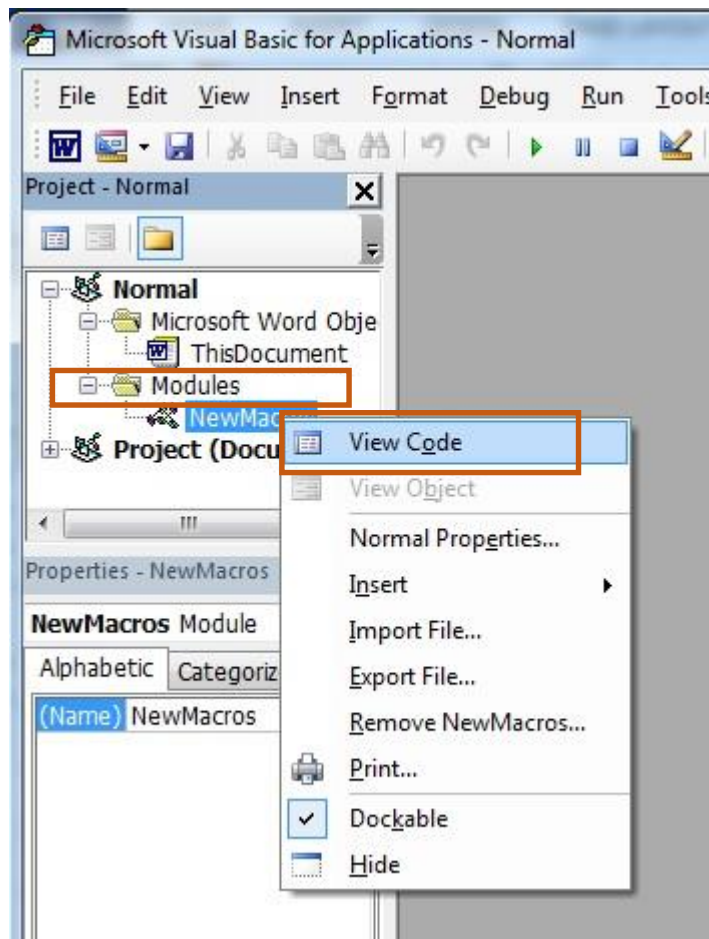 Microsoft Visual Basic for Applications - Normal
File Edit View Insert Format Debug Run Tools
Project - Normal
Normal
Microsoft Word Obje
ThisDocument
Modules
NewMac
Project (Docu
View Code
View Object
Normal Properties...
Insert
Import File...
Export File...
Remove NewMacros...
Print...
Dockable
Hide
Properties - NewMacros
NewMacros Module
Alphabetic Categoriz
(Name) NewMacros